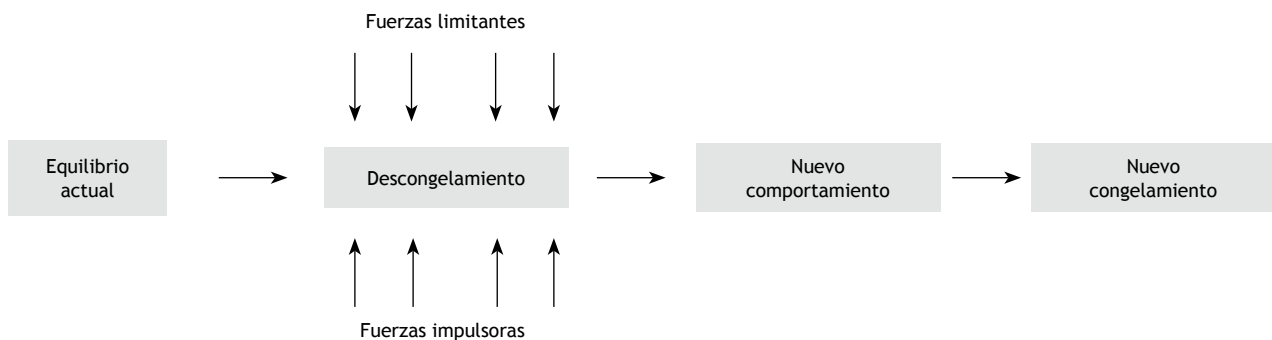 Fuerzas limitantes
Equilibrio
actual
Descongelamiento
Nuevo
comportamiento
Nuevo
congelamiento
Fuerzas impulsoras